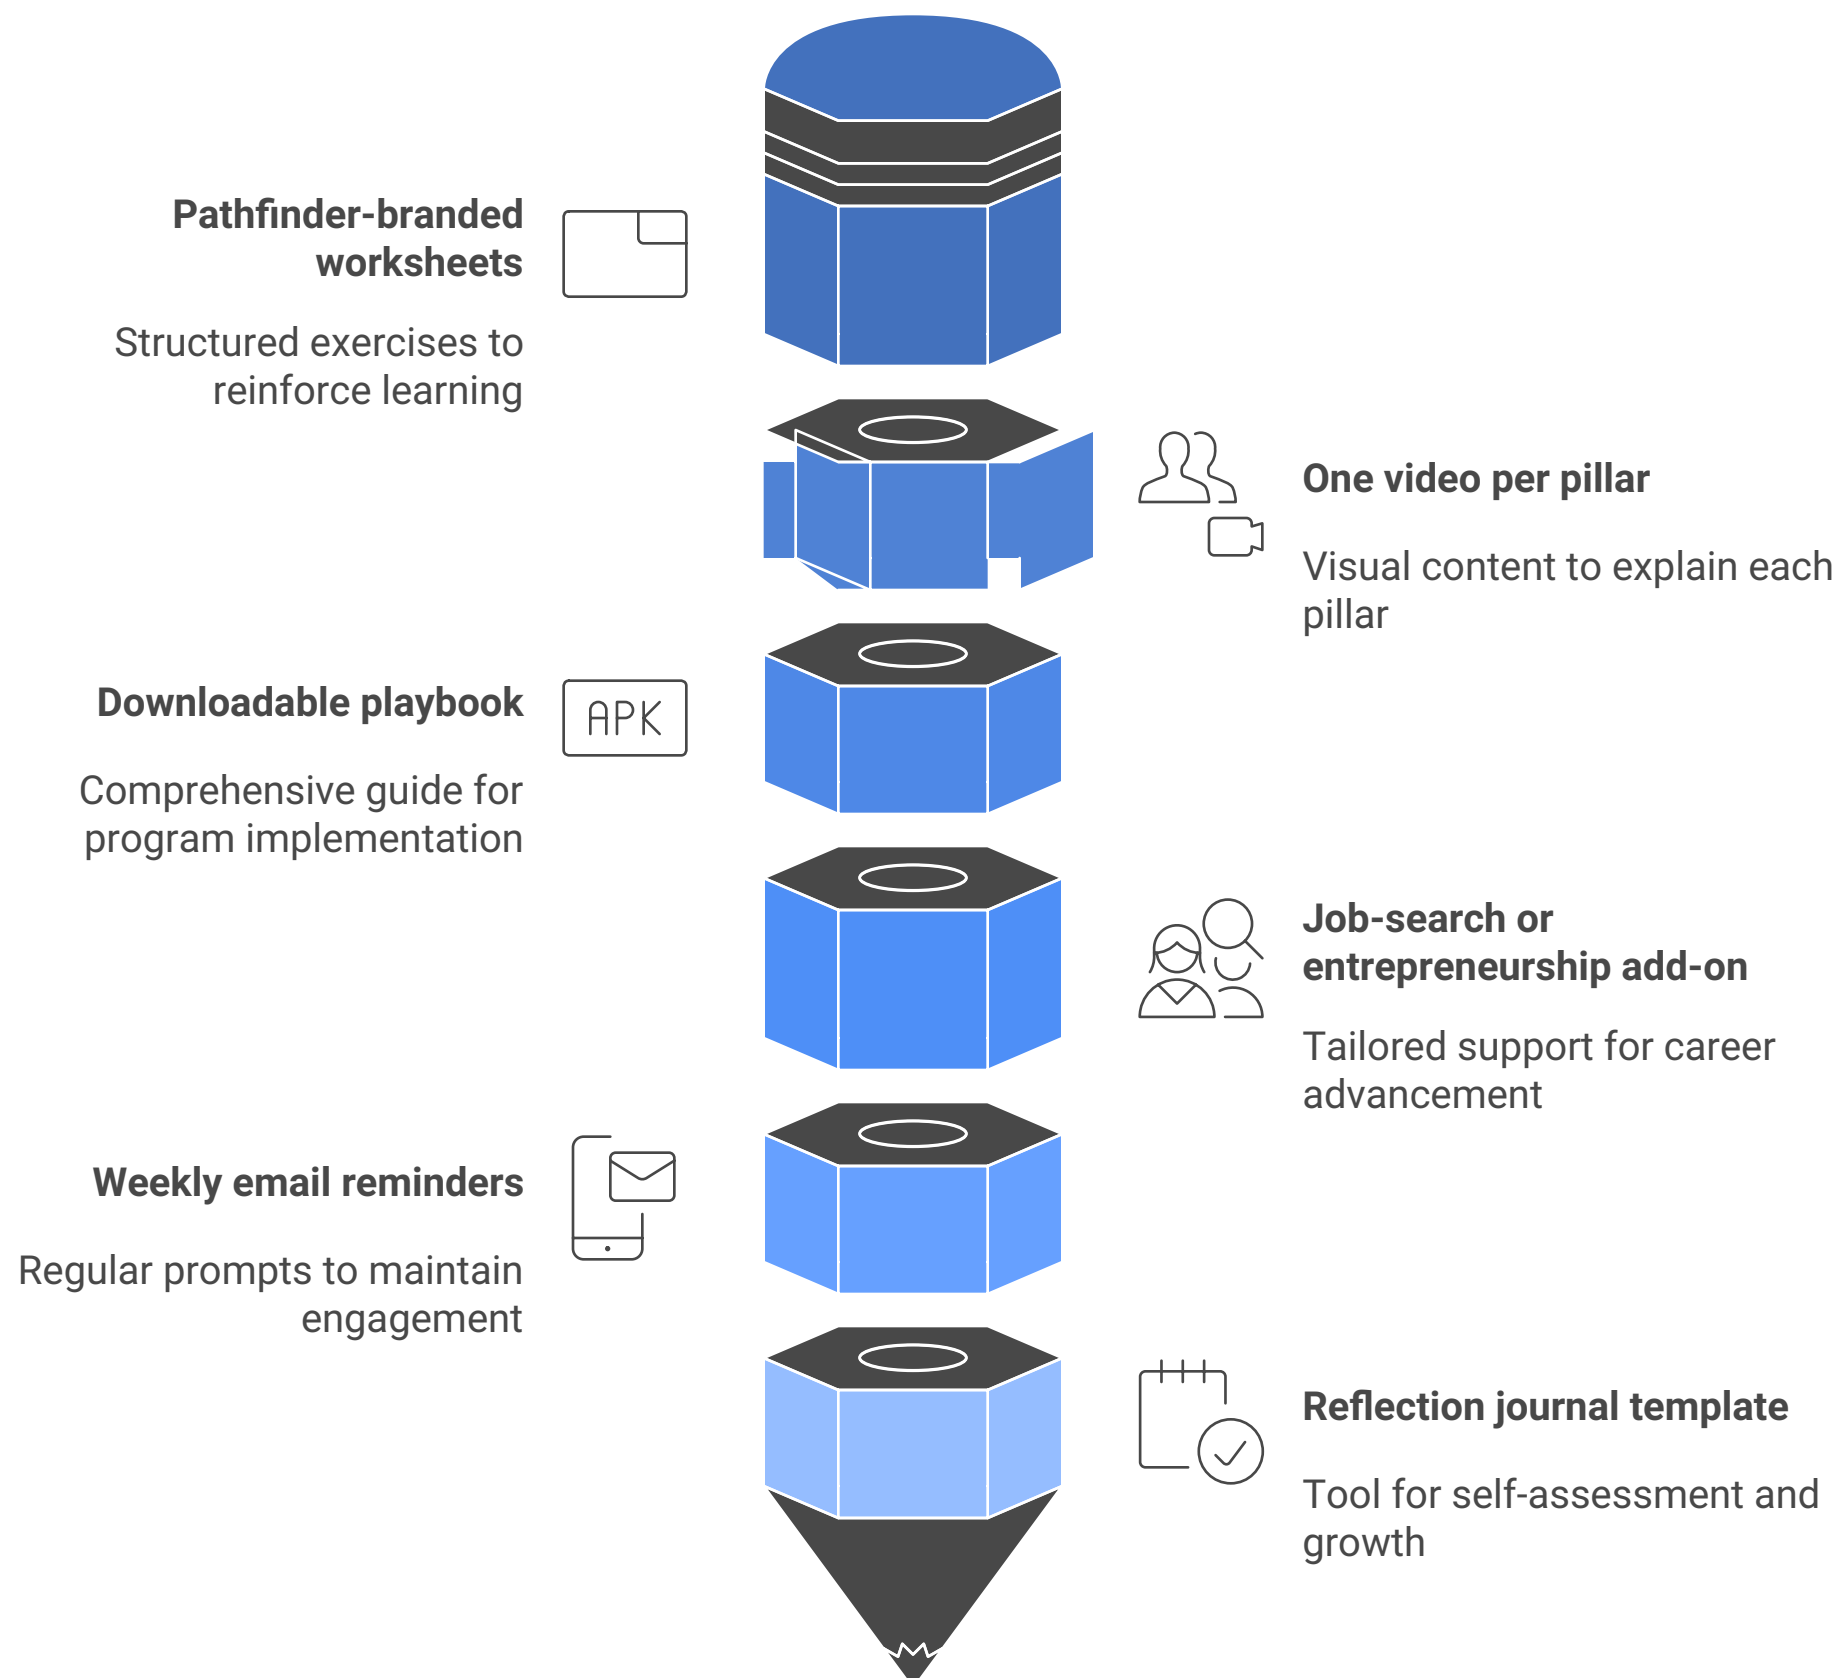 Pathfinder-branded
worksheets
Structured exercises to
reinforce learning
One video per pillar
Visual content to explain each
pillar
Downloadable playbook
APK
Comprehensive guide for
program implementation
Job-search or
entrepreneurship add-on
Tailored support for career
advancement
Weekly email reminders
Regular prompts to maintain
engagement
Reflection journal template
Tool for self-assessment and
growth